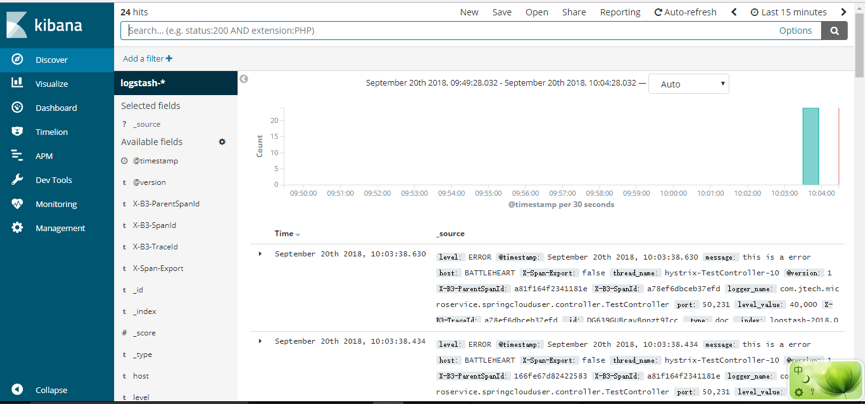 kibana
Discover
Visualize
Dashboard
Timelion
APM
Dev Tools
Monitoring
Management
Collapse
24 hits
New Save Open Share Reporting Auto-refresh Last 15 minutes
Search... (e.g. status:200 AND extension:PHP)
Options
Add a filter +
logstash-*
Selected fields
? _source
Available fields
@timestamp
t @version
t X-B3-ParentSpanId
t X-B3-SpanId
t X-B3-TraceId
t X-Span-Export
t _id
t _index
# _score
t _type
t host
t level
September 20th 2018, 09:49:28.032 - September 20th 2018, 10:04:28.032 — Auto
Count
20
15
10
5
0
09:50:00 09:51:00 09:52:00 09:53:00 09:54:00 09:55:00 09:56:00 09:57:00 09:58:00 09:59:00 10:00:00 10:01:00 10:02:00 10:03:00 10:04:00
@timestamp per 30 seconds
Time _source
September 20th 2018, 10:03:38.630
level: ERROR @timestamp: September 20th 2018, 10:03:38.630 message: this is a error
host: BATTLEHEART X-Span-Export: false thread_name: hystrix-TestController-10 @version: 1
X-B3-ParentSpanId: a81f164f2341181e X-B3-SpanId: a78ef6dbceb37efd logger_name: com.jtech.mic
roservice.springclouduser.controller.TestController port: 50,231 level_value: 40,000 X-
B3-TraceId: a78ef6dbceb37efd _id: _type: doc _index: logstash-2018.0
September 20th 2018, 10:03:38.434
level: ERROR @timestamp: September 20th 2018, 10:03:38.434 message: this is a error
host: BATTLEHEART X-Span-Export: false thread_name: hystrix-TestController-
X-B3-ParentSpanId: 166fe67d82422583 X-B3-SpanId: a81f164f2341181e logger_name: co
roservice.springclouduser.controller.TestController port: 50,231 level_value:
中